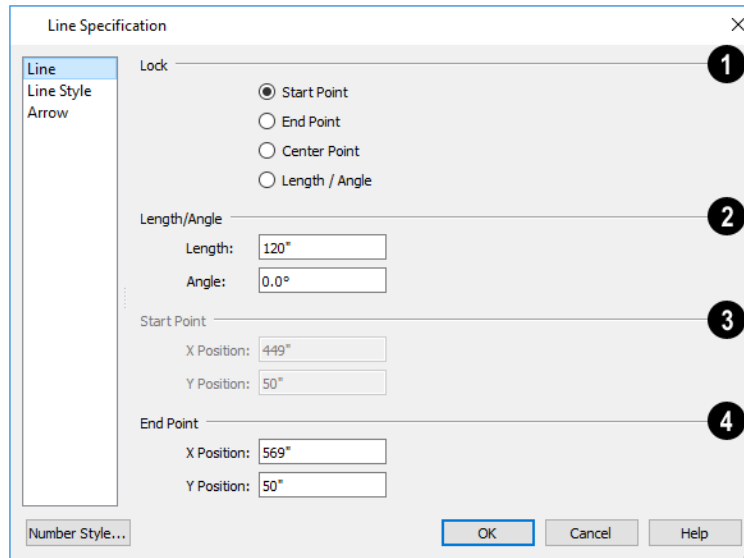 Line Specification
Line
Line Style
Arrow
Lock
1
Start Point
End Point
Center Point
Length / Angle
Length/Angle
2
Length: 120"
Angle: 0.0°
Start Point
3
X Position: 449"
Y Position: 50"
End Point
4
X Position: 569"
Y Position: 50"
Number Style... OK Cancel Help